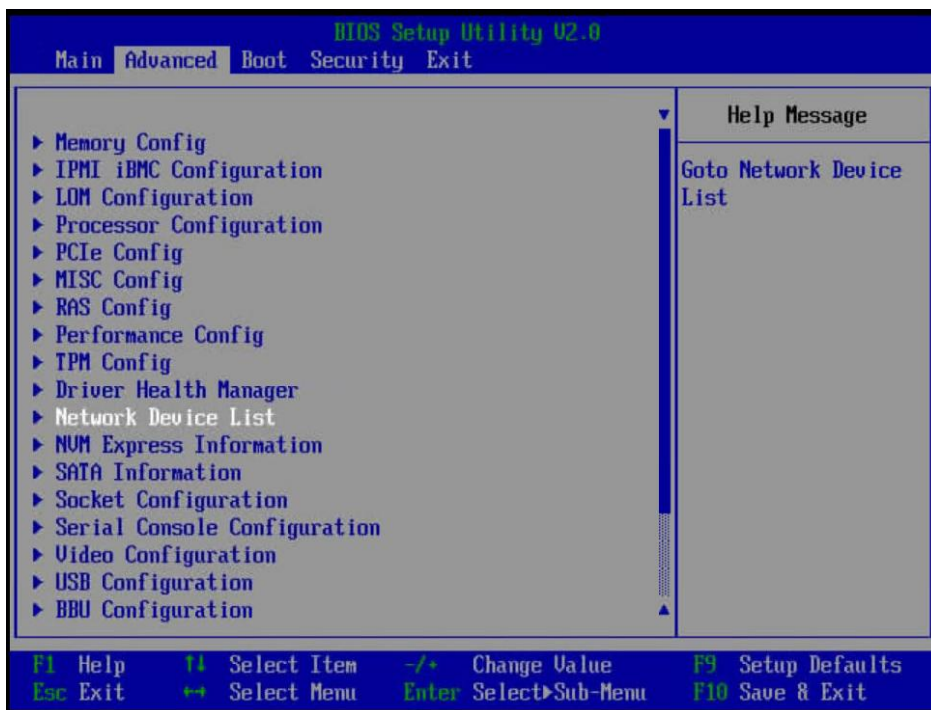 BIOS Setup Utility V2.0
Main Advanced Boot Security Exit
Help Message
Memory Config
IPMI iBMC Configuration
Goto Network Device
LOM Configuration
List
Processor Configuration
PCIe Config
MISC Config
RAS Config
Performance Config
TPM Config
Driver Health Manager
Network Device List
NVM Express Information
SATA Information
Socket Configuration
Serial Console Configuration
Video Configuration
USB Configuration
BBU Configuration
F1 Help ↑↓ Select Item -/+ Change Value F9 Setup Defaults
Esc Exit ←→ Select Menu Enter Select▶Sub-Menu F10 Save & Exit